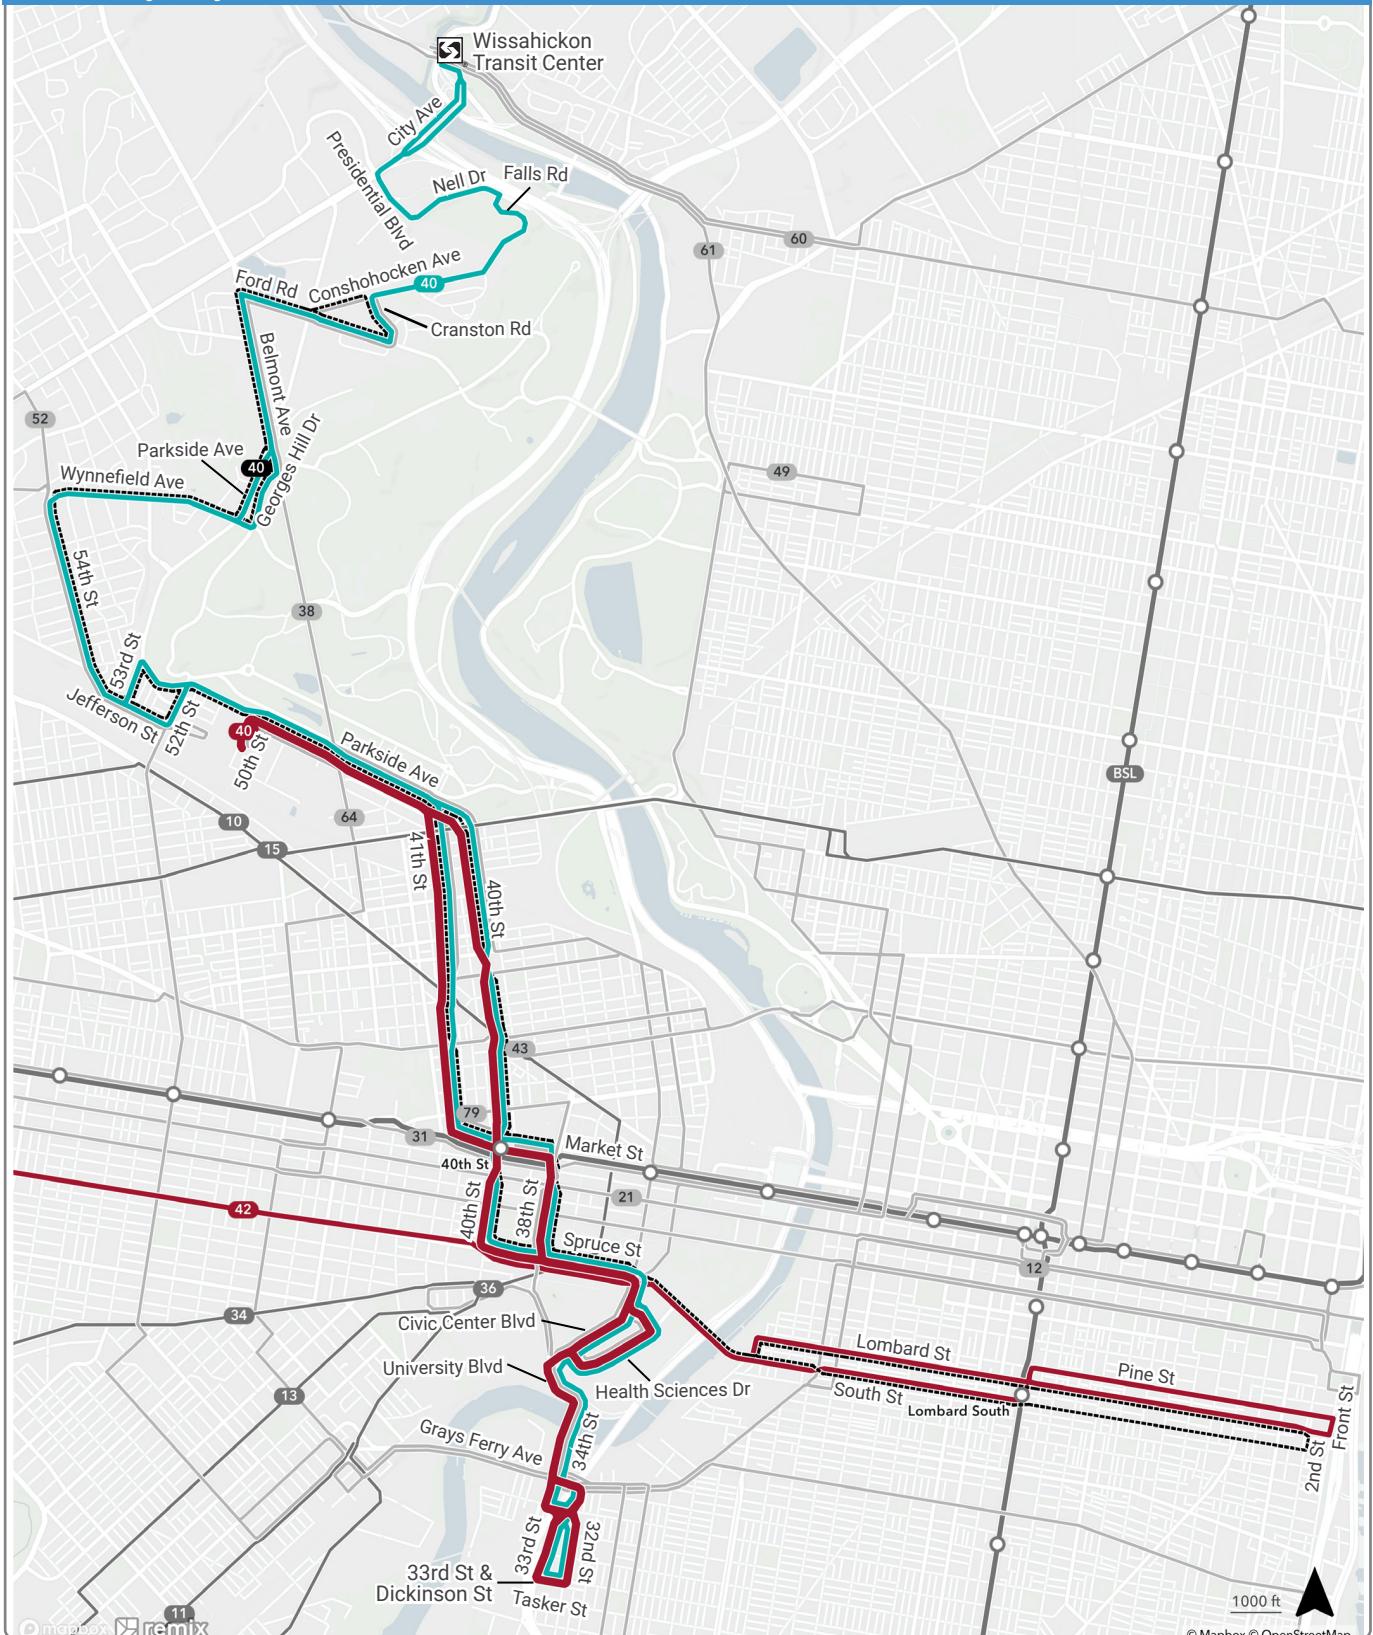 Wissahickon
Transit Center
City Ave
Presidential Blvd
Nell Dr
Falls Rd
61
60
Ford Rd
Conshohocken Ave
40
Cranston Rd
Belmont Ave
52
Parkside Ave
40
Georges Hill Dr
Wynnefield Ave
49
54th St
38
53rd St
Jefferson St
52th St
40
50th St
Parkside Ave
BSL
64
10
15
41th St
40th St
43
79
31
Market St
40th St
21
42
40th St
38th St
Spruce St
12
36
34
Civic Center Blvd
Lombard St
University Blvd
Pine St
13
Health Sciences Dr
South St
Lombard South
Front St
Grays Ferry Ave
34th St
2nd St
33rd St
32nd St
33rd St &
Dickinson St
Tasker St
1000 ft
11
mapbox
remix
© Mapbox © OpenStreetMap